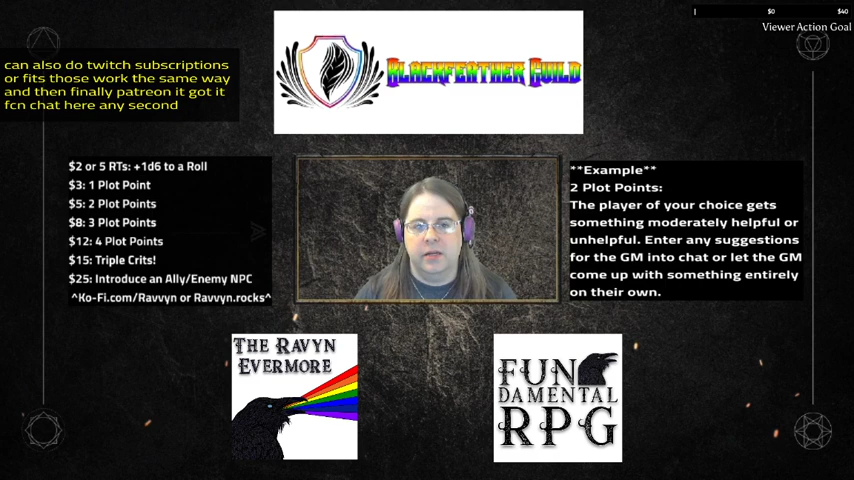 $0 $40
Viewer Action Goal
can also do twitch subscriptions
or fits those work the same way
and then finally patreon it got it
fcn chat here any second
Blackfeather Guild
$2 or 5 RTs: +1d6 to a Roll
$3: 1 Plot Point
$5: 2 Plot Points
$8: 3 Plot Points
$12: 4 Plot Points
$15: Triple Crits!
$25: Introduce an Ally/Enemy NPC
^Ko-Fi.com/Ravvyn or Ravvyn.rocks^
**Example**
2 Plot Points:
The player of your choice gets
something moderately helpful or
unhelpful. Enter any suggestions
for the GM into chat or let the GM
come up with something entirely
on their own.
The Ravyn
Evermore
FUN
DAMENTAL
RPG